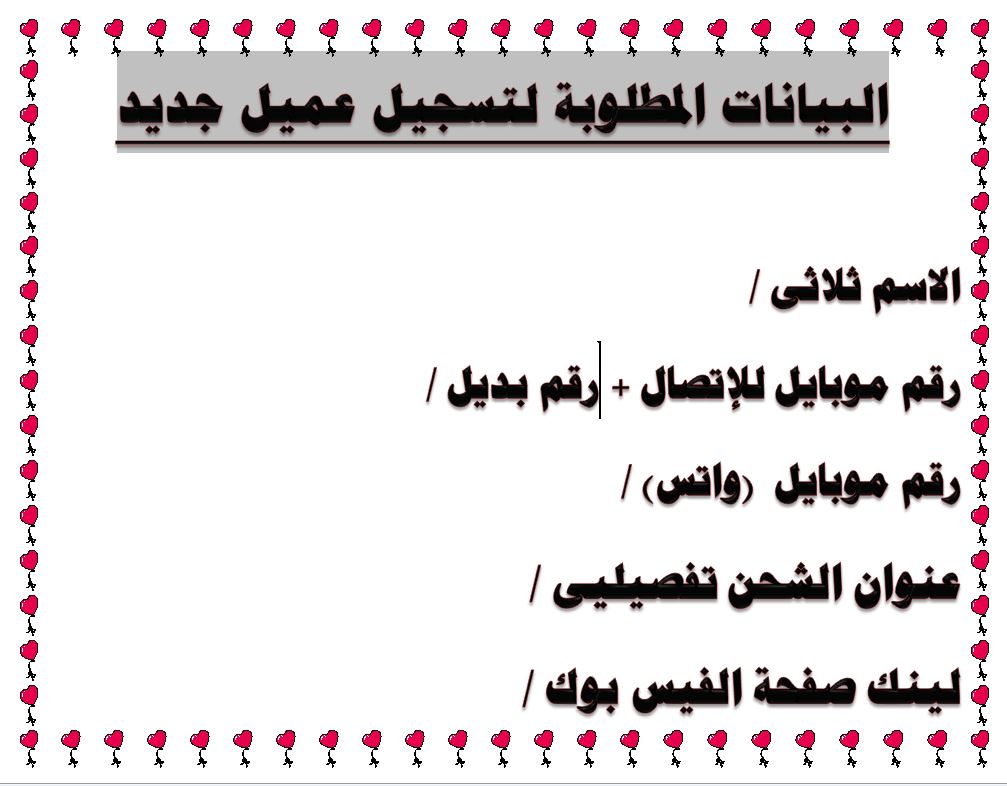 البيانات المطلوبة لتسجيل عميل جديد
الاسم ثلاثى /
رقم موبايل للإتصال + رقم بديل /
رقم موبايل (واتس) /
عنوان الشحن تفصيليى /
لينك صفحة الفيس بوك /